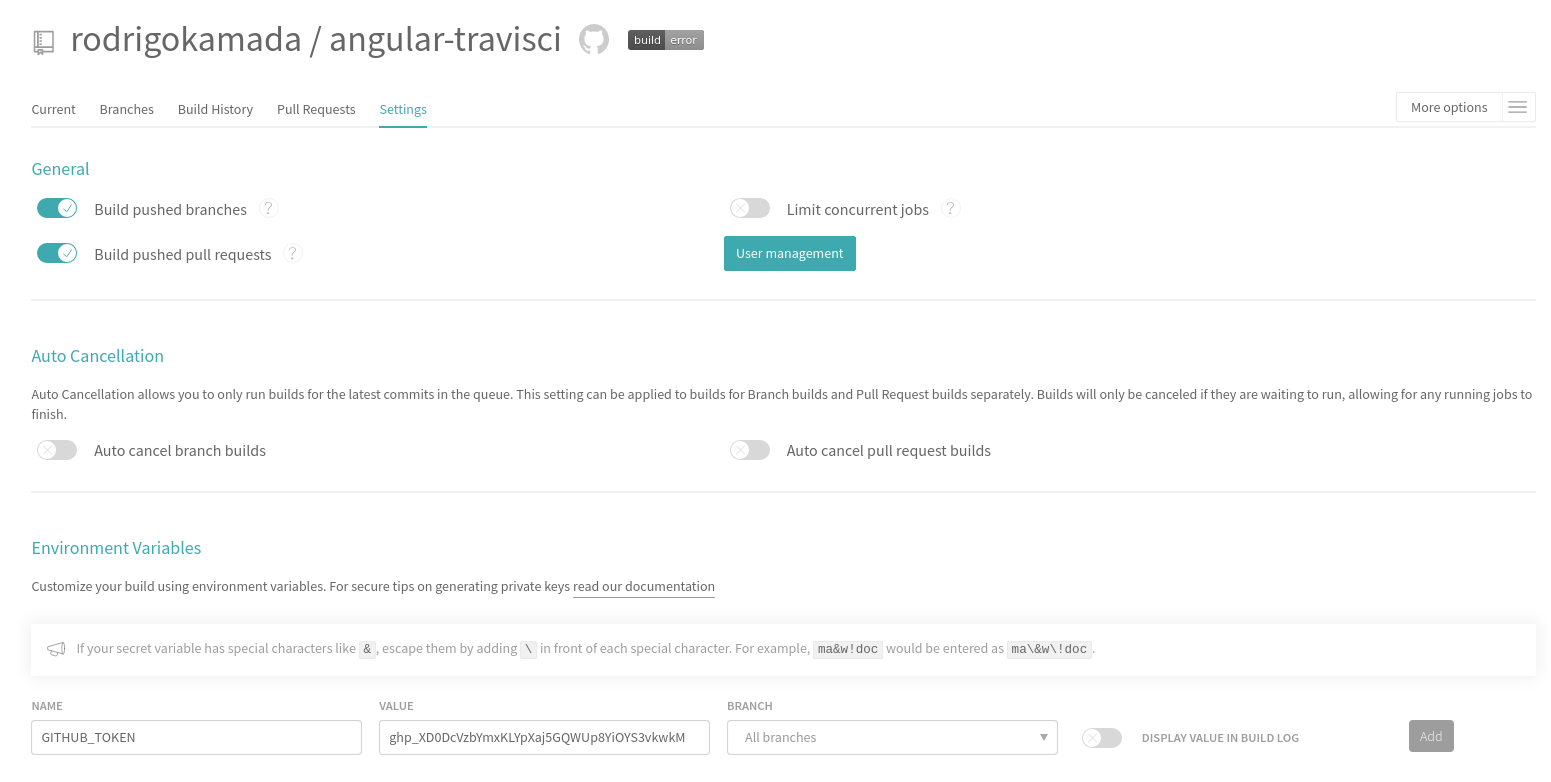 rodrigokamada / angular-travisci
build error
Current Branches Build History Pull Requests Settings More options
General
Build pushed branches ? Limit concurrent jobs ?
Build pushed pull requests ? User management
Auto Cancellation
Auto Cancellation allows you to only run builds for the latest commits in the queue. This setting can be applied to builds for Branch builds and Pull Request builds separately. Builds will only be canceled if they are waiting to run, allowing for any running jobs to
finish.
Auto cancel branch builds Auto cancel pull request builds
Environment Variables
Customize your build using environment variables. For secure tips on generating private keys read our documentation
If your secret variable has special characters like &, escape them by adding \ in front of each special character. For example, ma&w!doc would be entered as ma\&w\!doc.
NAME VALUE BRANCH
GITHUB_TOKEN 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 All branches DISPLAY VALUE IN BUILD LOG Add